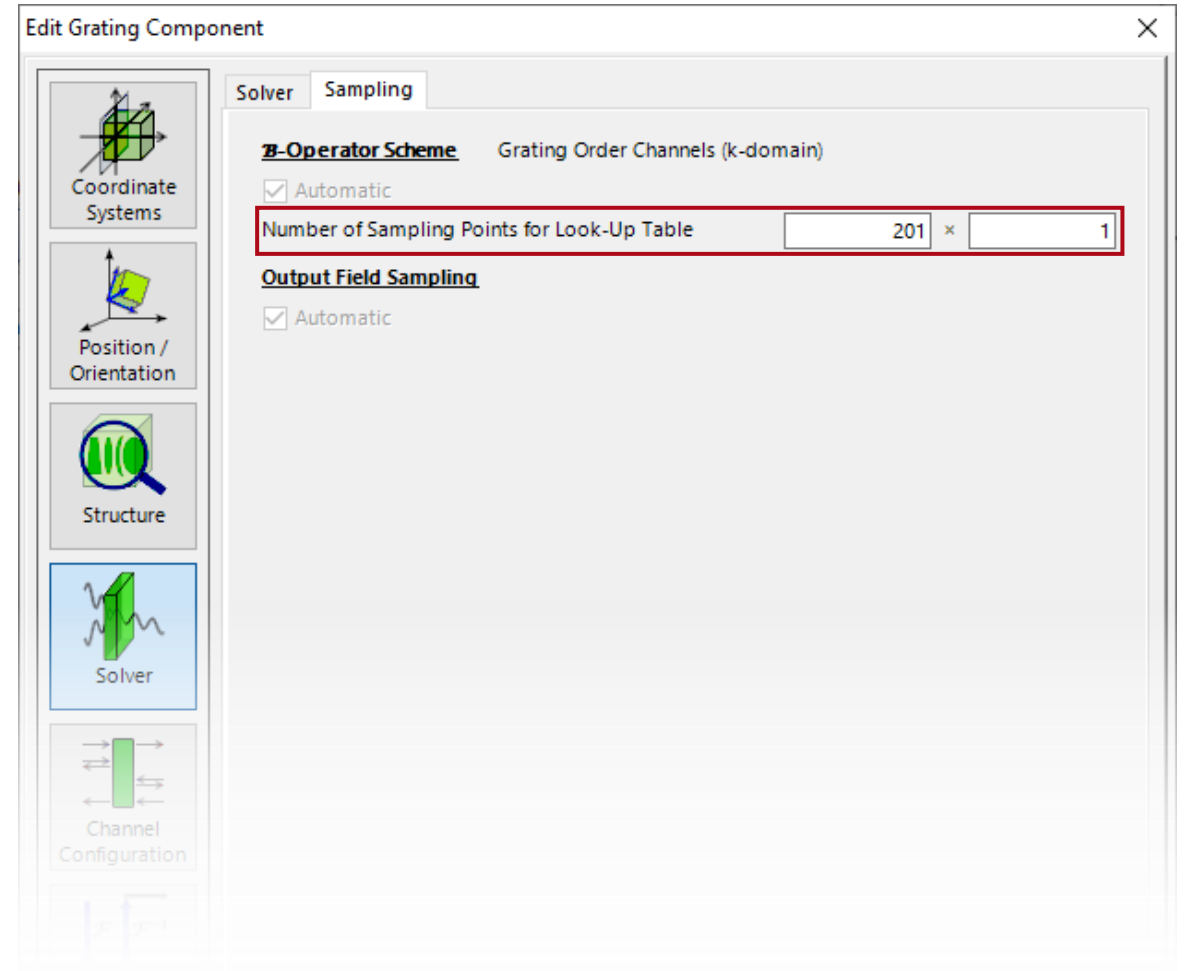 Edit Grating Component
Solver
Sampling
ℬ-Operator Scheme Grating Order Channels (k-domain)
Automatic
Number of Sampling Points for Look-Up Table 201 × 1
Output Field Sampling
Automatic
Coordinate
Systems
Position /
Orientation
Structure
Solver
Channel
Configuration